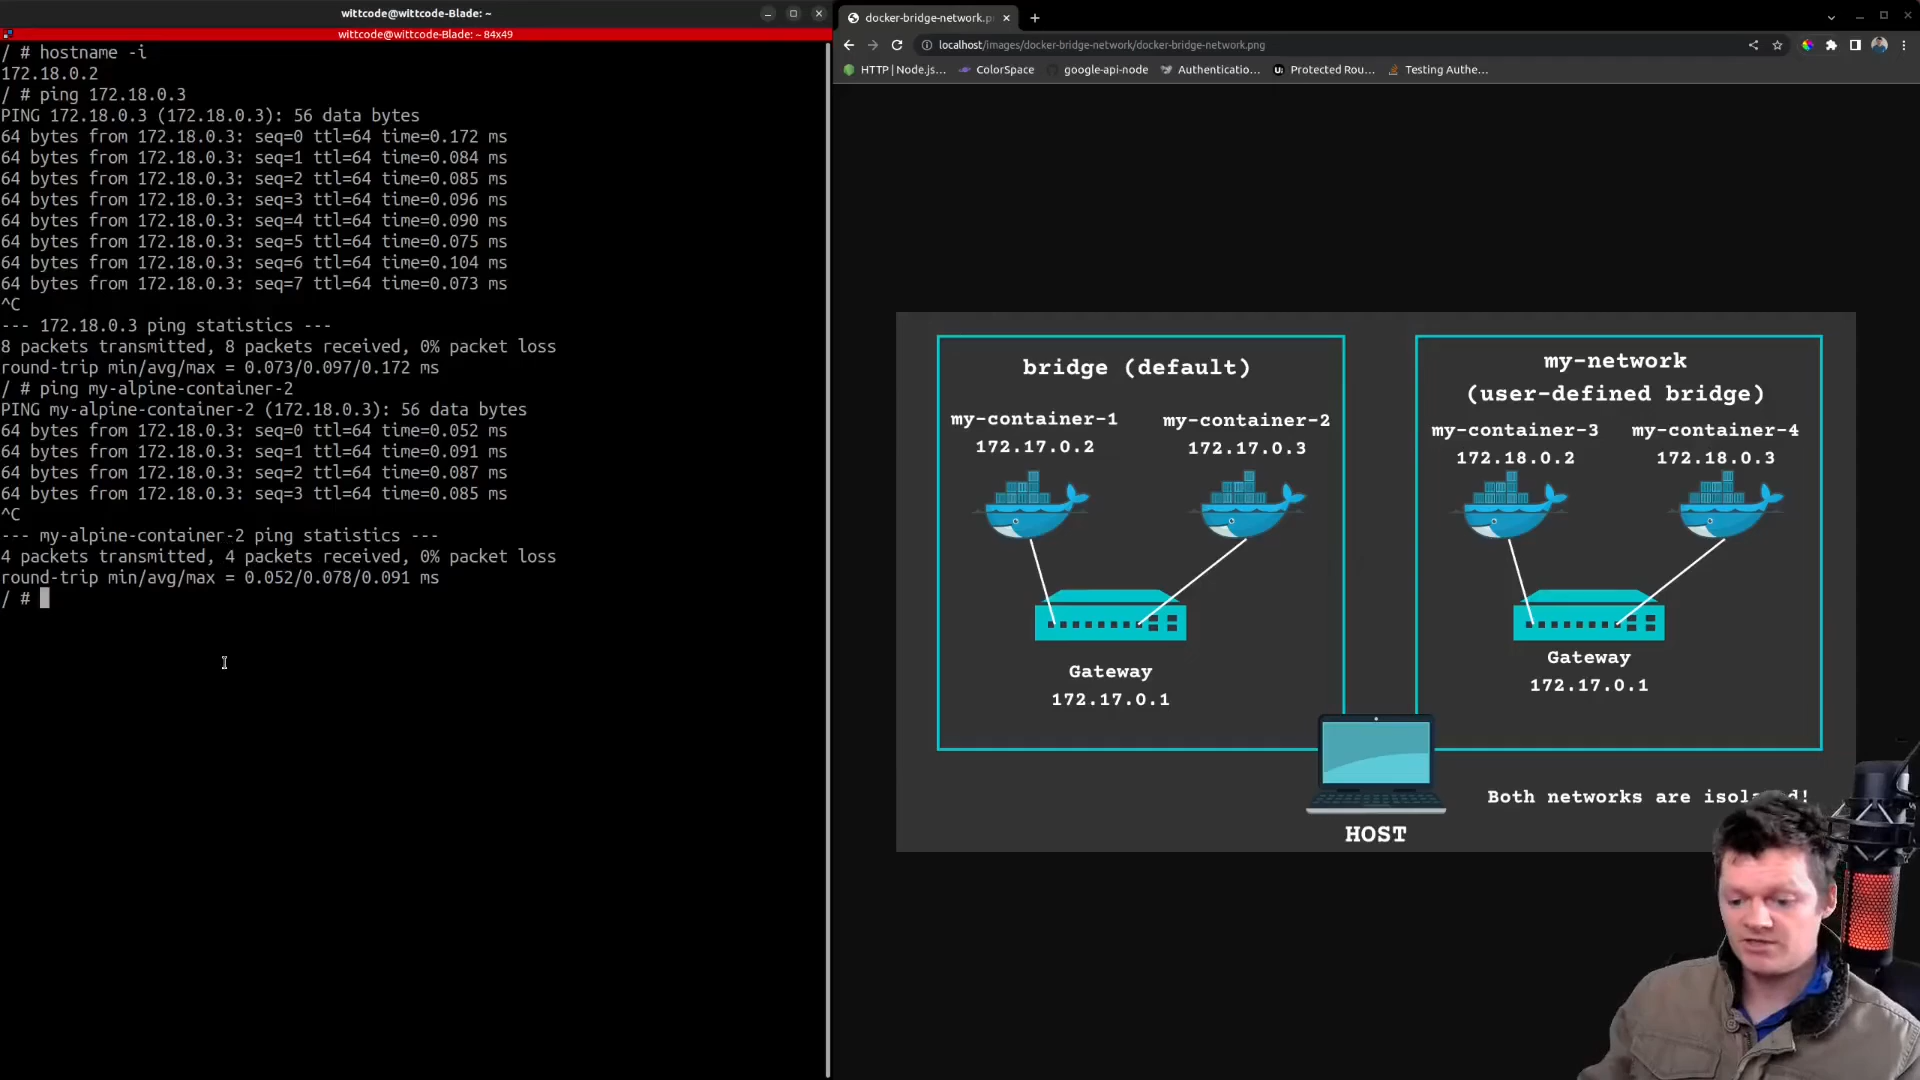 wittcode@wittcode-Blade: ~
wittcode@wittcode-Blade: ~ 84x49
/ # hostname -i
172.18.0.2
/ # ping 172.18.0.3
PING 172.18.0.3 (172.18.0.3): 56 data bytes
64 bytes from 172.18.0.3: seq=0 ttl=64 time=0.172 ms
64 bytes from 172.18.0.3: seq=1 ttl=64 time=0.084 ms
64 bytes from 172.18.0.3: seq=2 ttl=64 time=0.085 ms
64 bytes from 172.18.0.3: seq=3 ttl=64 time=0.096 ms
64 bytes from 172.18.0.3: seq=4 ttl=64 time=0.090 ms
64 bytes from 172.18.0.3: seq=5 ttl=64 time=0.075 ms
64 bytes from 172.18.0.3: seq=6 ttl=64 time=0.104 ms
64 bytes from 172.18.0.3: seq=7 ttl=64 time=0.073 ms
^C
--- 172.18.0.3 ping statistics ---
8 packets transmitted, 8 packets received, 0% packet loss
round-trip min/avg/max = 0.073/0.097/0.172 ms
/ # ping my-alpine-container-2
PING my-alpine-container-2 (172.18.0.3): 56 data bytes
64 bytes from 172.18.0.3: seq=0 ttl=64 time=0.052 ms
64 bytes from 172.18.0.3: seq=1 ttl=64 time=0.091 ms
64 bytes from 172.18.0.3: seq=2 ttl=64 time=0.087 ms
64 bytes from 172.18.0.3: seq=3 ttl=64 time=0.085 ms
^C
--- my-alpine-container-2 ping statistics ---
4 packets transmitted, 4 packets received, 0% packet loss
round-trip min/avg/max = 0.052/0.078/0.091 ms
/ #
docker-bridge-network.p
localhost/images/docker-bridge-network/docker-bridge-network.png
HTTP | Node.js… ColorSpace google-api-node Authenticatio… Protected Rou… Testing Authe…
bridge (default)
my-container-1 my-container-2
172.17.0.2 172.17.0.3
Gateway
172.17.0.1
my-network
(user-defined bridge)
my-container-3 my-container-4
172.18.0.2 172.18.0.3
Gateway
172.17.0.1
HOST
Both networks are